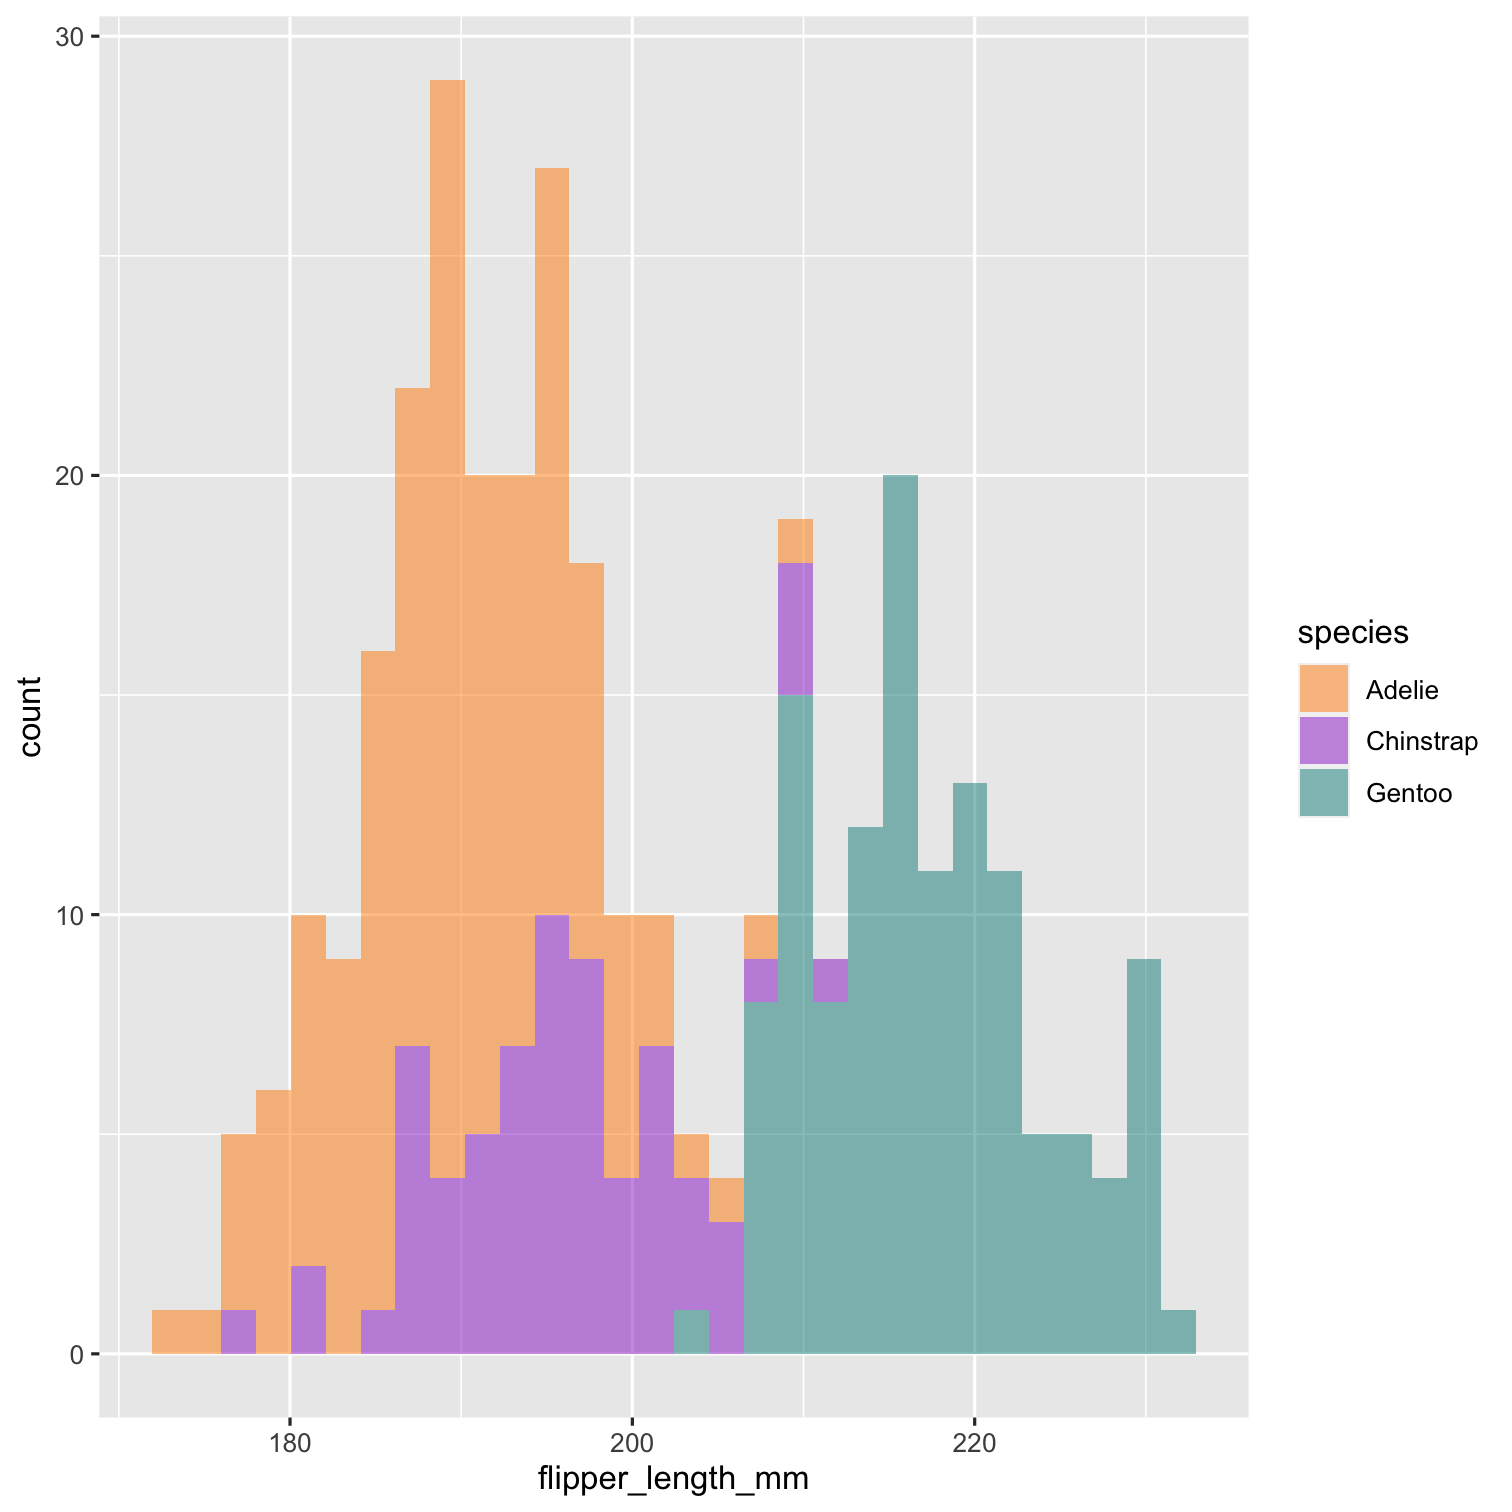 30
20
10
0
count
180 200 220
flipper_length_mm
species
Adelie
Chinstrap
Gentoo